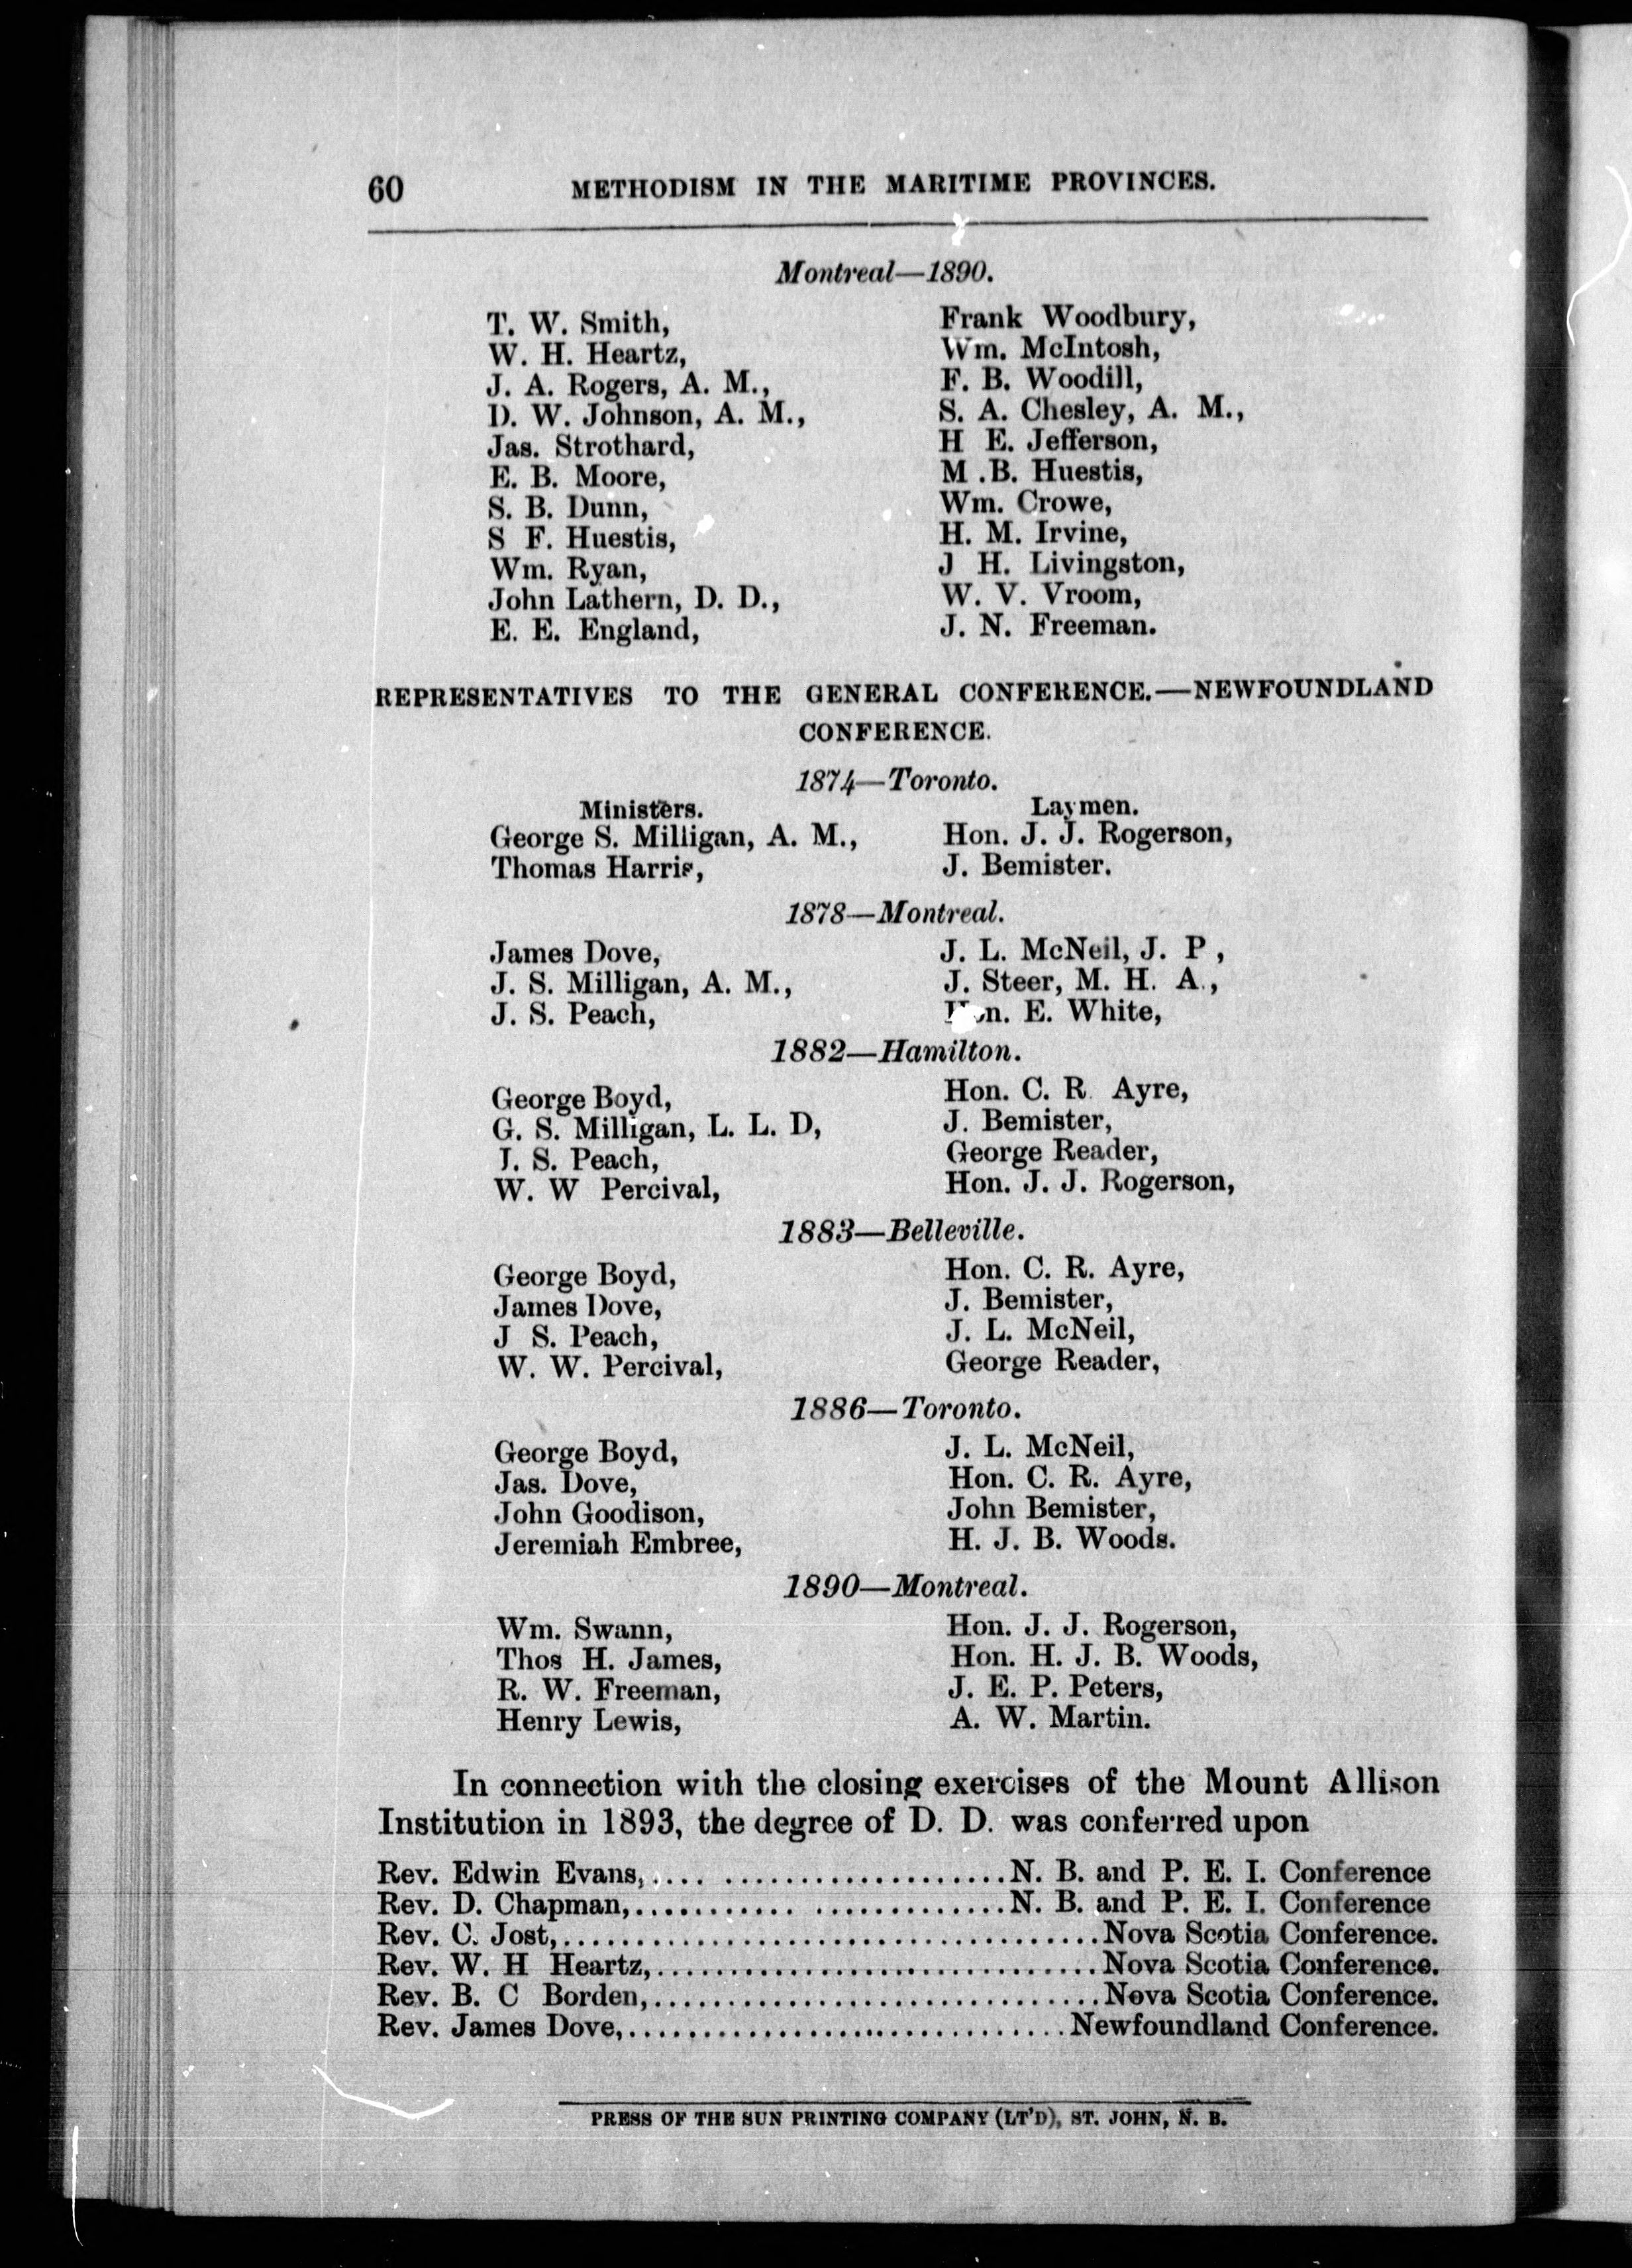 60 METHODISM IN THE MARITIME PROVINCES.
Montreal—1890.
T. W. Smith, Frank Woodbury,
W. H. Heartz, Wm. McIntosh,
J. A. Rogers, A. M., F. B. Woodill,
D. W. Johnson, A. M., S. A. Chesley, A. M.,
Jas. Strothard, H E. Jefferson,
E. B. Moore, M .B. Huestis,
S. B. Dunn, Wm. Crowe,
S F. Huestis, H. M. Irvine,
Wm. Ryan, J H. Livingston,
John Lathern, D. D., W. V. Vroom,
E. E. England, J. N. Freeman.
REPRESENTATIVES TO THE GENERAL CONFERENCE.—NEWFOUNDLAND
CONFERENCE.
1874—Toronto.
Ministers. Laymen.
George S. Milligan, A. M., Hon. J. J. Rogerson,
Thomas Harris, J. Bemister.
1878—Montreal.
James Dove, J. L. McNeil, J. P ,
J. S. Milligan, A. M., J. Steer, M. H. A.,
J. S. Peach, Hon. E. White,
1882—Hamilton.
George Boyd, Hon. C. R. Ayre,
G. S. Milligan, L. L. D, J. Bemister,
J. S. Peach, George Reader,
W. W Percival, Hon. J. J. Rogerson,
1883—Belleville.
George Boyd, Hon. C. R. Ayre,
James Dove, J. Bemister,
J S. Peach, J. L. McNeil,
W. W. Percival, George Reader,
1886—Toronto.
George Boyd, J. L. McNeil,
Jas. Dove, Hon. C. R. Ayre,
John Goodison, John Bemister,
Jeremiah Embree, H. J. B. Woods.
1890—Montreal.
Wm. Swann, Hon. J. J. Rogerson,
Thos H. James, Hon. H. J. B. Woods,
R. W. Freeman, J. E. P. Peters,
Henry Lewis, A. W. Martin.
In connection with the closing exercises of the Mount Allison
Institution in 1893, the degree of D. D. was conferred upon
Rev. Edwin Evans,.... ...................N. B. and P. E. I. Conference
Rev. D. Chapman,........... .............N. B. and P. E. I. Conference
Rev. C. Jost,.....................................Nova Scotia Conference.
Rev. W. H Heartz,..............................Nova Scotia Conference.
Rev. B. C Borden,...............................Nova Scotia Conference.
Rev. James Dove,..............................Newfoundland Conference.
PRESS OF THE SUN PRINTING COMPANY (LT'D), ST. JOHN, N. B.